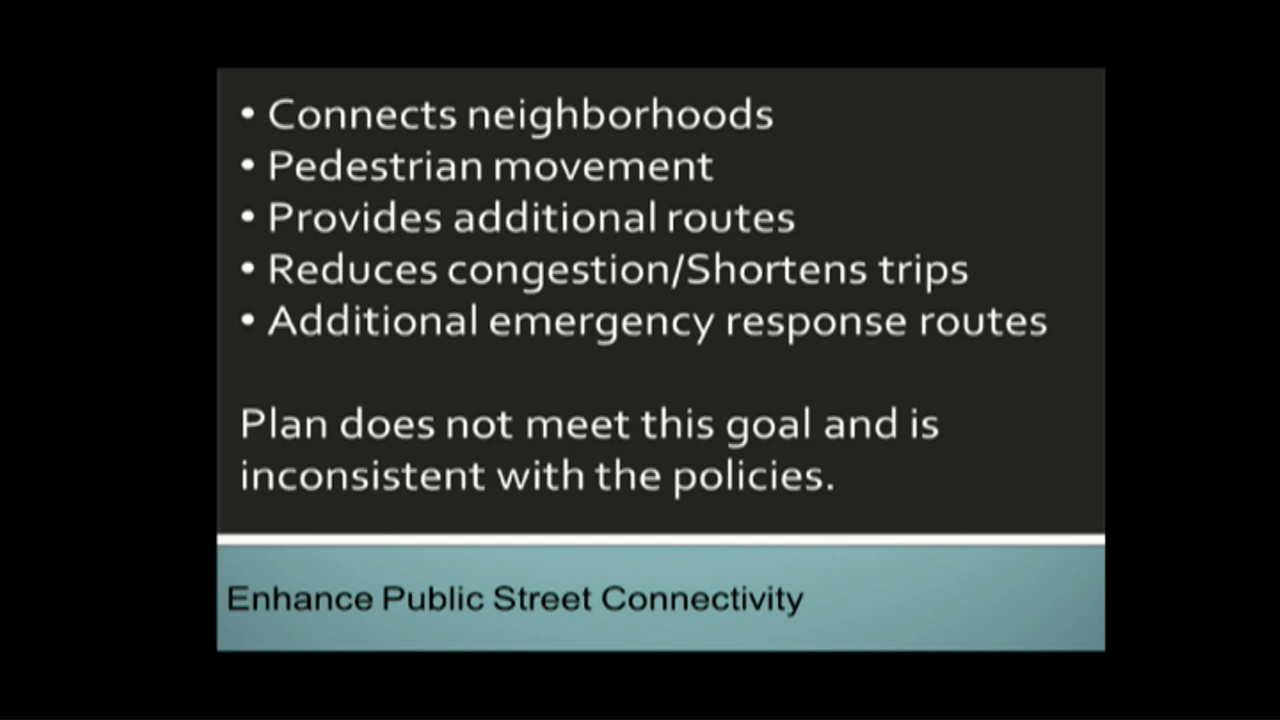 • Connects neighborhoods
• Pedestrian movement
• Provides additional routes
• Reduces congestion/Shortens trips
• Additional emergency response routes
Plan does not meet this goal and is
inconsistent with the policies.
Enhance Public Street Connectivity